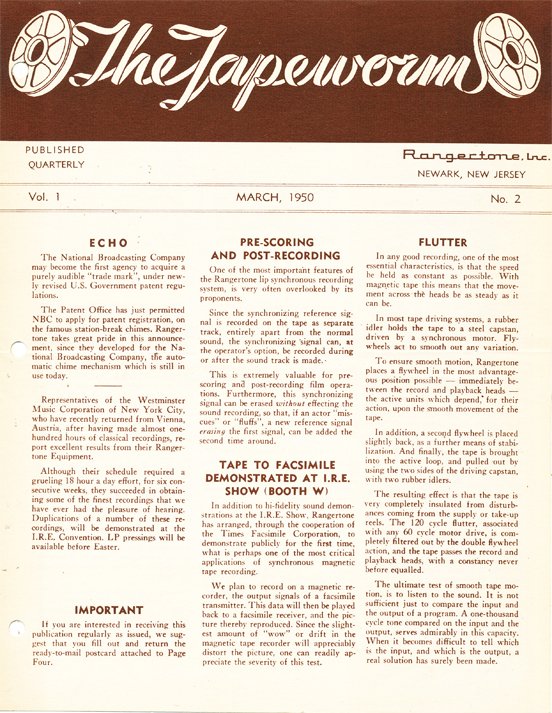 The Tapeworm
PUBLISHED
QUARTERLY
Rangertone, Inc.
NEWARK, NEW JERSEY
Vol. 1
MARCH, 1950
No. 2
ECHO
The National Broadcasting Company
may become the first agency to acquire a
purely audible "trade mark", under new-
ly revised U.S. Government patent regu-
lations.
The Patent Office has just permitted
NBC to apply for patent registration, on
the famous station-break chimes. Ranger-
tone takes great pride in this announce-
ment, since they developed for the Na-
tional Broadcasting Company, the auto-
matic chime mechanism which is still in
use today.
Representatives of the Westminster
Music Corporation of New York City,
who have recently returned from Vienna,
Austria, after having made almost one-
hundred hours of classical recordings, re-
port excellent results from their Ranger-
tone Equipment.
Although their schedule required a
grueling 18 hour a day effort, for six con-
secutive weeks, they succeeded in obtain-
ing some of the finest recordings that we
have ever had the pleasure of hearing.
Duplications of a number of these re-
cordings, will be demonstrated at the
I.R.E. Convention. LP pressings will be
available before Easter.
IMPORTANT
If you are interested in receiving this
publication regularly as issued, we sug-
gest that you fill out and return the
ready-to-mail postcard attached to Page
Four.
PRE-SCORING
AND POST-RECORDING
One of the most important features of
the Rangertone lip synchronous recording
system, is very often overlooked by its
proponents.
Since the synchronizing reference sig-
nal is recorded on the tape as separate
track, entirely apart from the normal
sound, the synchronizing signal can, at
the operator's option, be recorded during
or after the sound track is made.
This is extremely valuable for pre-
scoring and post-recording film opera-
tions. Furthermore, this synchronizing
signal can be erased without effecting the
sound recording, so that, if an actor "mis-
cues" or "fluffs", a new reference signal
erasing the first signal, can be added the
second time around.
TAPE TO FACSIMILE
DEMONSTRATED AT I.R.E.
SHOW (BOOTH W)
In addition to hi-fidelity sound demon-
strations at the I.R.E. Show, Rangertone
has arranged, through the cooperation of
the Times Facsimile Corporation, to
demonstrate publicly for the first time,
what is perhaps one of the most critical
applications of synchronous magnetic
tape recording.
We plan to record on a magnetic re-
corder, the output signals of a facsimile
transmitter. This data will then be played
back to a facsimile receiver, and the pic-
ture thereby reproduced. Since the slight-
est amount of "wow" or drift in the
magnetic tape recorder will appreciably
distort the picture, one can readily ap-
preciate the severity of this test.
FLUTTER
In any good recording, one of the most
essential characteristics, is that the speed
be held as constant as possible. With
magnetic tape this means that the move-
ment across the heads be as steady as it
can be.
In most tape driving systems, a rubber
idler holds the tape to a steel capstan,
driven by a synchronous motor. Fly-
wheels act to smooth out any variation.
To ensure smooth motion, Rangertone
places a flywheel in the most advantage-
ous position possible — immediately be-
tween the record and playback heads —
the active units which depend, for their
action, upon the smooth movement of the
tape.
In addition, a second flywheel is placed
slightly back, as a further means of stabi-
lization. And finally, the tape is brought
into the active loop, and pulled out by
using the two sides of the driving capstan,
with two rubber idlers.
The resulting effect is that the tape is
very completely insulated from disturb-
ances coming from the supply or take-up
reels. The 120 cycle flutter, associated
with any 60 cycle motor drive, is com-
pletely filtered out by the double flywheel
action, and the tape passes the record and
playback heads, with a constancy never
before equalled.
The ultimate test of smooth tape mo-
tion, is to listen to the sound. It is not
sufficient just to compare the input and
the output of a program. A one-thousand
cycle tone compared on the input and the
output, serves admirably in this capacity.
When it becomes difficult to tell which
is the input, and which is the output, a
real solution has surely been made.